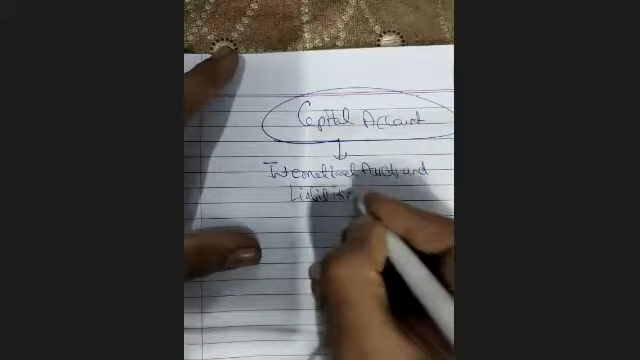 Capital Account
International Assets and
Liabilities